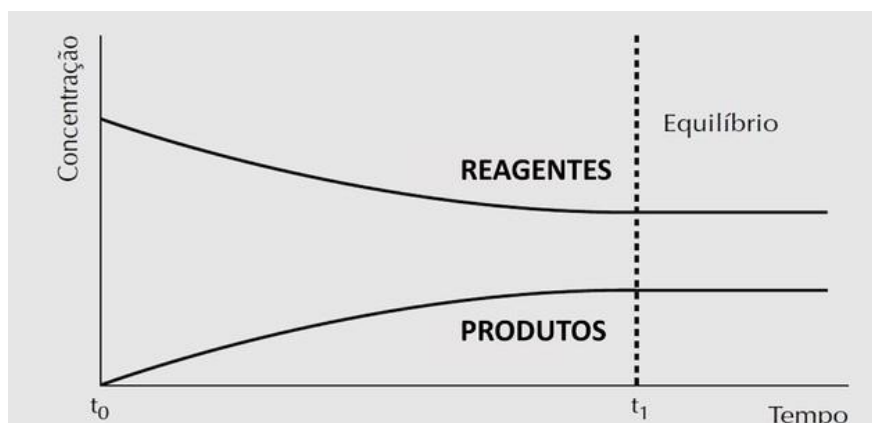 Concentração
Equilíbrio
REAGENTES
PRODUTOS
t0
t1
Tempo